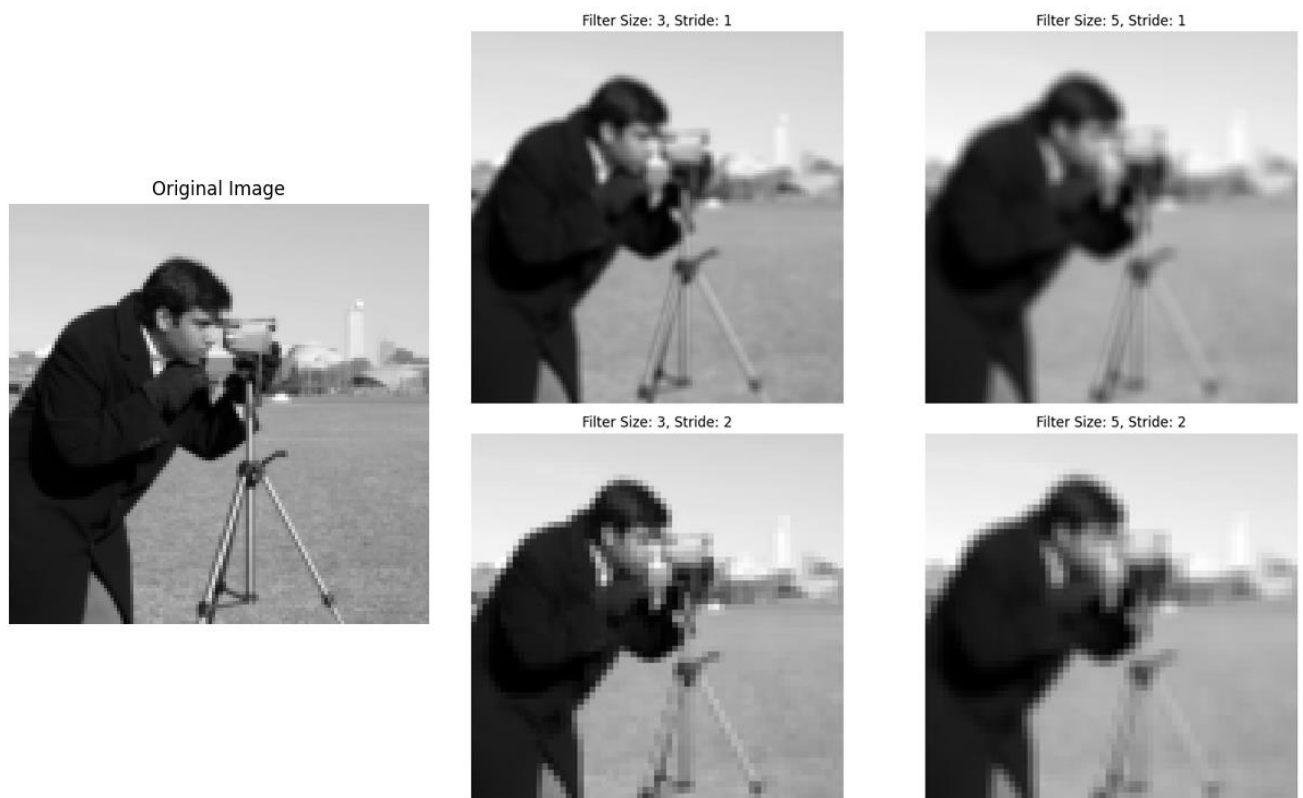 Original Image
Filter Size: 3, Stride: 1
Filter Size: 5, Stride: 1
Filter Size: 3, Stride: 2
Filter Size: 5, Stride: 2